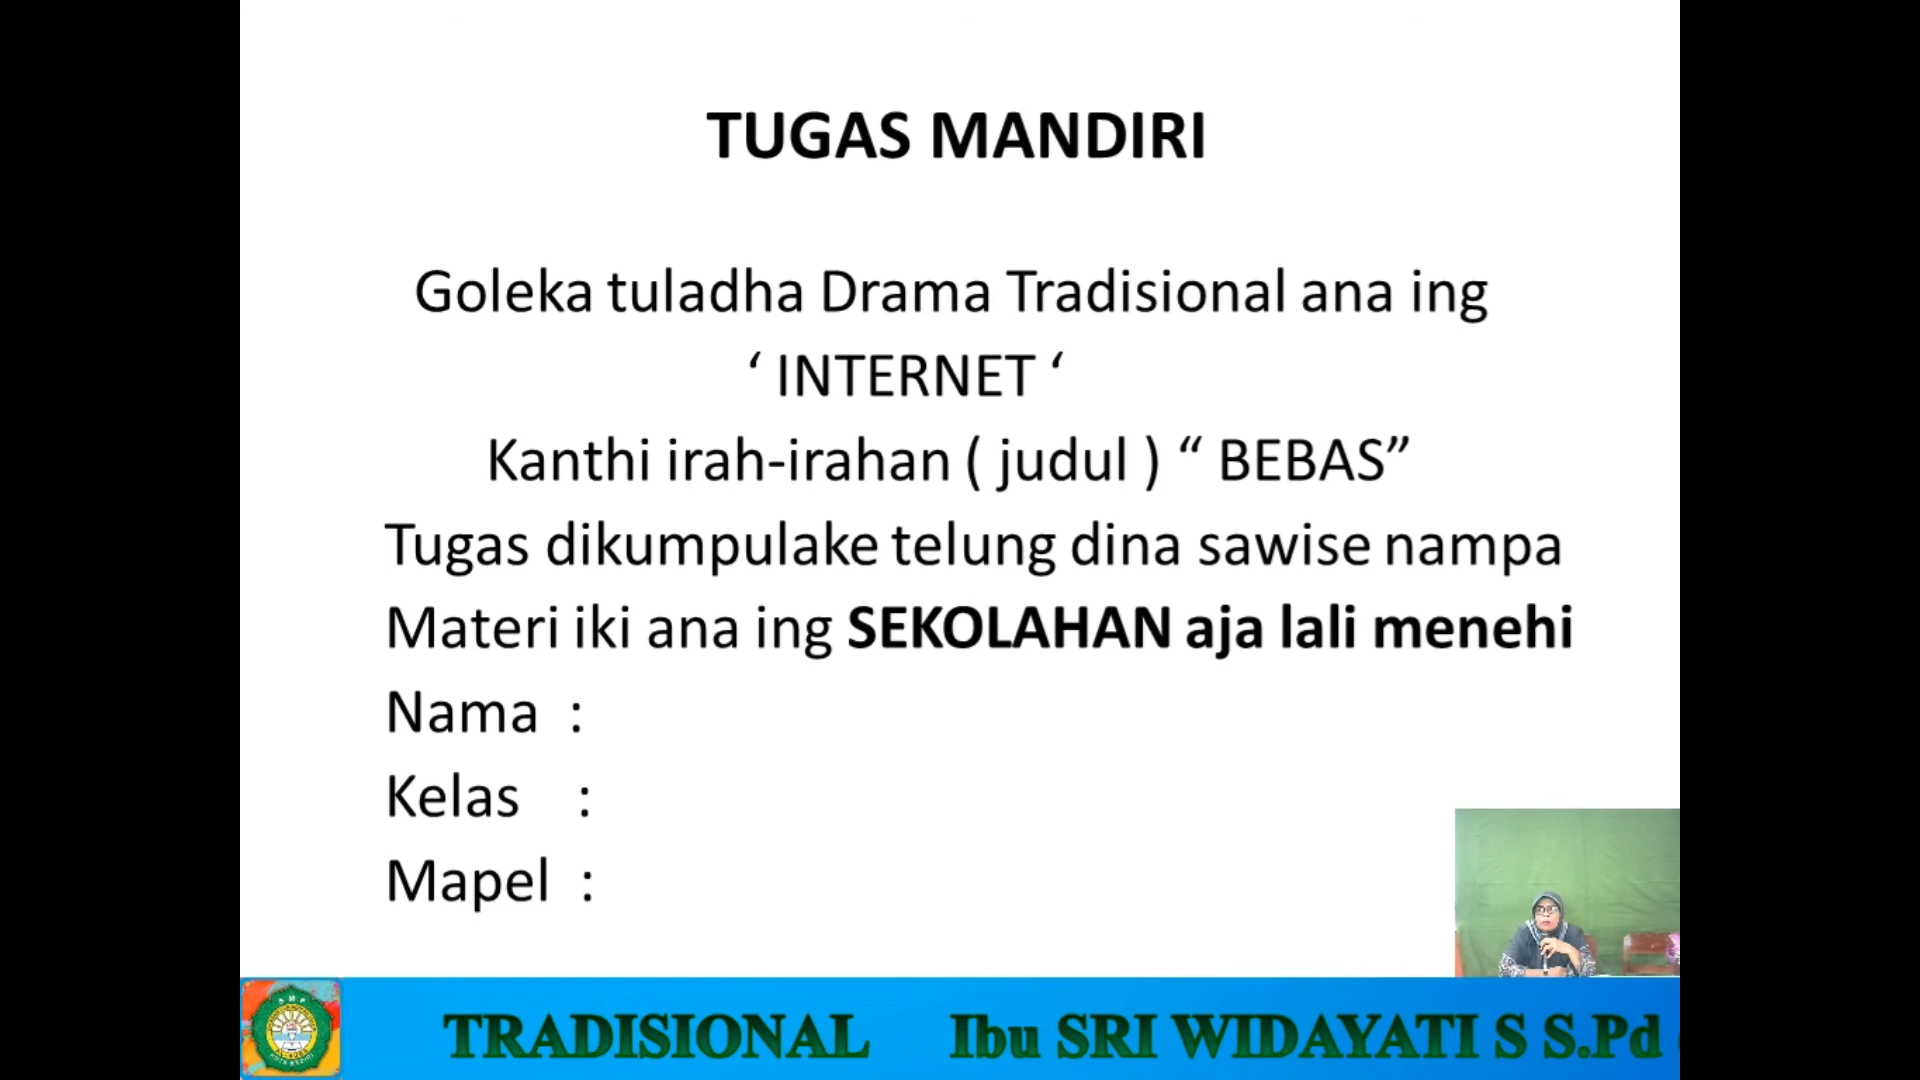 TUGAS MANDIRI
Goleka tuladha Drama Tradisional ana ing
‘ INTERNET ‘
Kanthi irah-irahan ( judul ) “ BEBAS”
Tugas dikumpulake telung dina sawise nampa
Materi iki ana ing SEKOLAHAN aja lali menehi
Nama :
Kelas :
Mapel :
TRADISIONAL Ibu SRI WIDAYATI S S.Pd